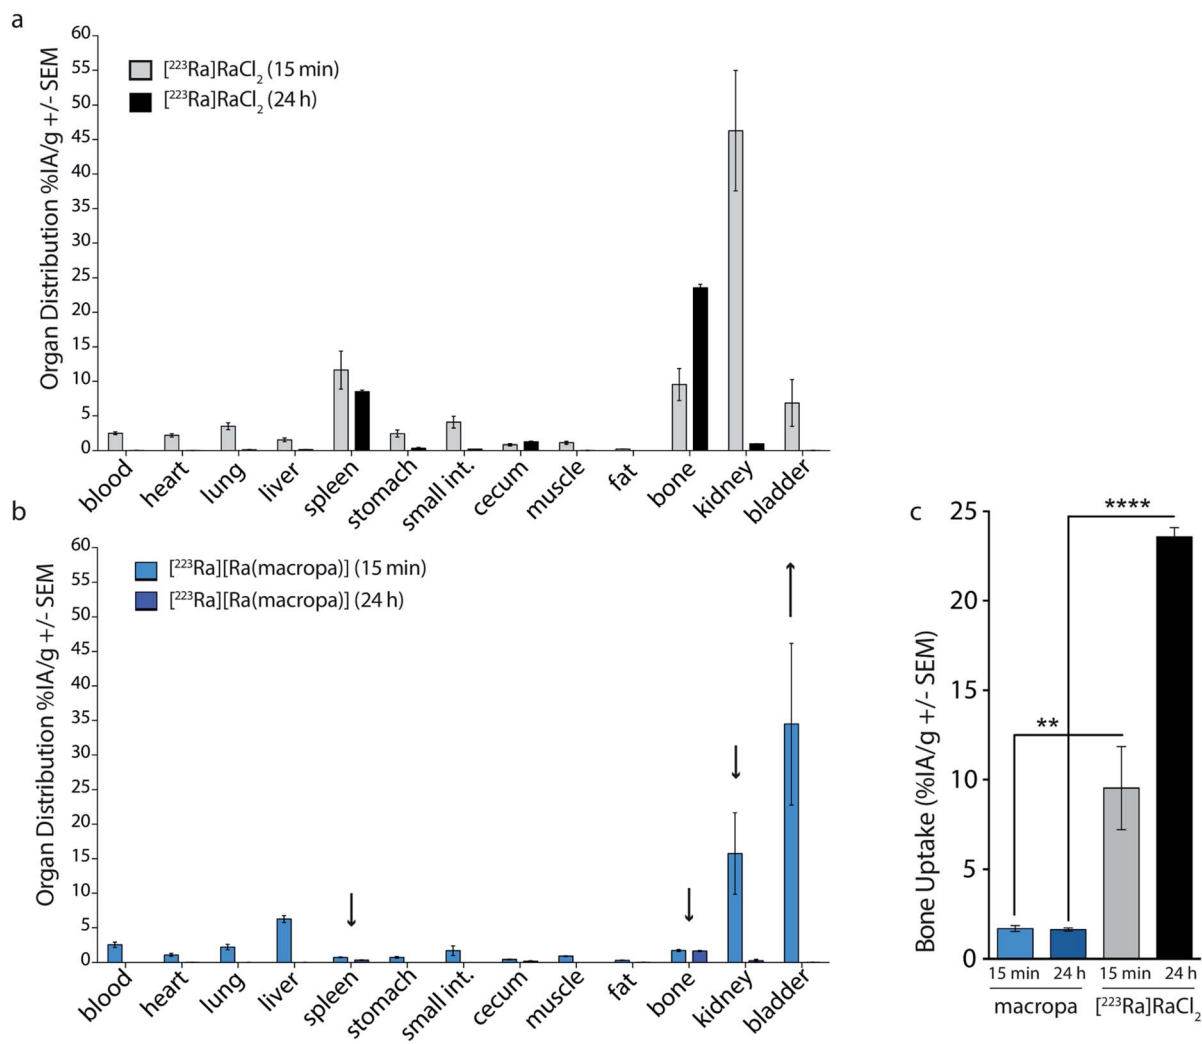 a
Organ Distribution %IA/g +/- SEM
60
55
50
45
40
35
30
25
20
15
10
5
0
[²²³Ra]RaCl₂ (15 min)
[²²³Ra]RaCl₂ (24 h)
blood
heart
lung
liver
spleen
stomach
small int.
cecum
muscle
fat
bone
kidney
bladder
b
Organ Distribution %IA/g +/- SEM
60
55
50
45
40
35
30
25
20
15
10
5
0
[²²³Ra][Ra(macropa)] (15 min)
[²²³Ra][Ra(macropa)] (24 h)
blood
heart
lung
liver
spleen
stomach
small int.
cecum
muscle
fat
bone
kidney
bladder
c
Bone Uptake (%IA/g +/- SEM)
25
20
15
10
5
0
****
**
15 min 24 h 15 min 24 h
macropa [²²³Ra]RaCl₂